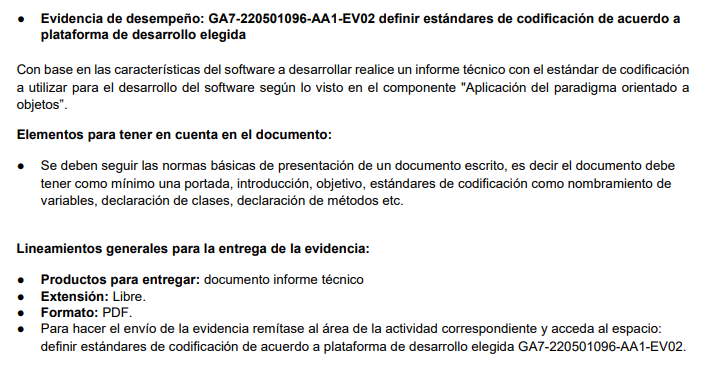 ● Evidencia de desempeño: GA7-220501096-AA1-EV02 definir estándares de codificación de acuerdo a
plataforma de desarrollo elegida
Con base en las características del software a desarrollar realice un informe técnico con el estándar de codificación
a utilizar para el desarrollo del software según lo visto en el componente "Aplicación del paradigma orientado a
objetos”.
Elementos para tener en cuenta en el documento:
● Se deben seguir las normas básicas de presentación de un documento escrito, es decir el documento debe
tener como mínimo una portada, introducción, objetivo, estándares de codificación como nombramiento de
variables, declaración de clases, declaración de métodos etc.
Lineamientos generales para la entrega de la evidencia:
● Productos para entregar: documento informe técnico
● Extensión: Libre.
● Formato: PDF.
● Para hacer el envío de la evidencia remítase al área de la actividad correspondiente y acceda al espacio:
definir estándares de codificación de acuerdo a plataforma de desarrollo elegida GA7-220501096-AA1-EV02.